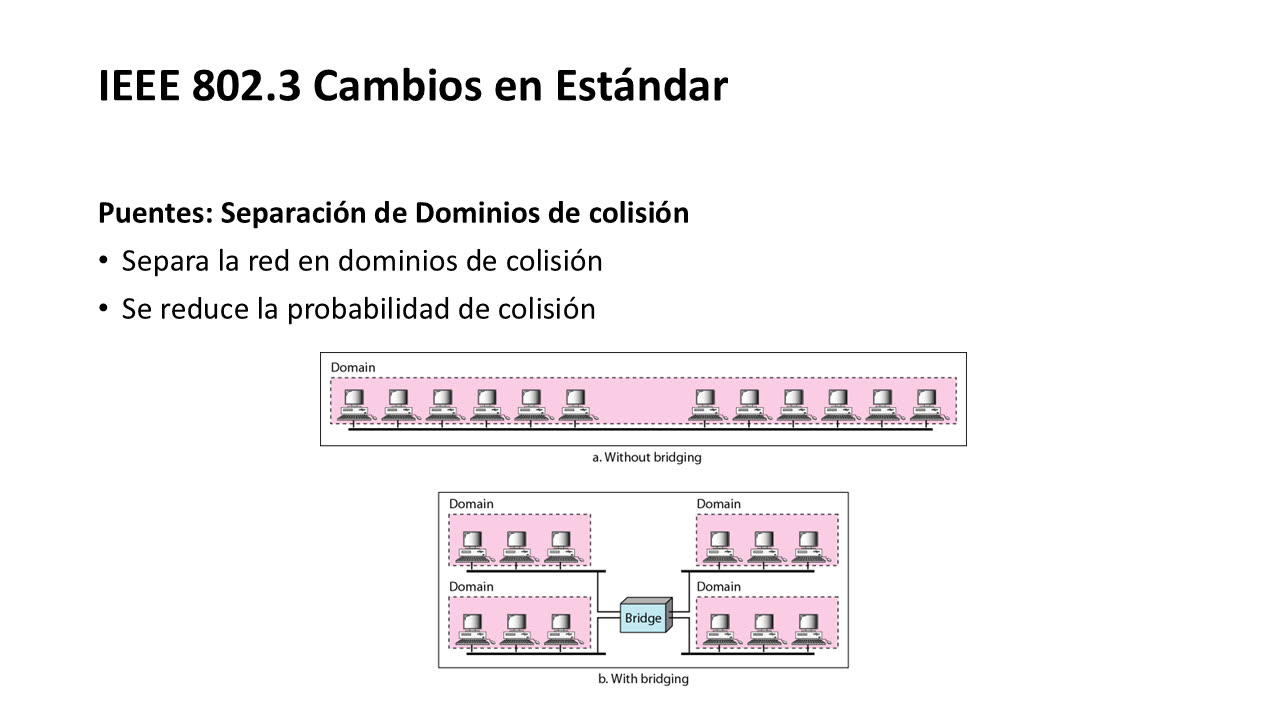 IEEE 802.3 Cambios en Estándar
Puentes: Separación de Dominios de colisión
• Separa la red en dominios de colisión
• Se reduce la probabilidad de colisión
Domain
a. Without bridging
Domain
Domain
Domain
Domain
Bridge
b. With bridging